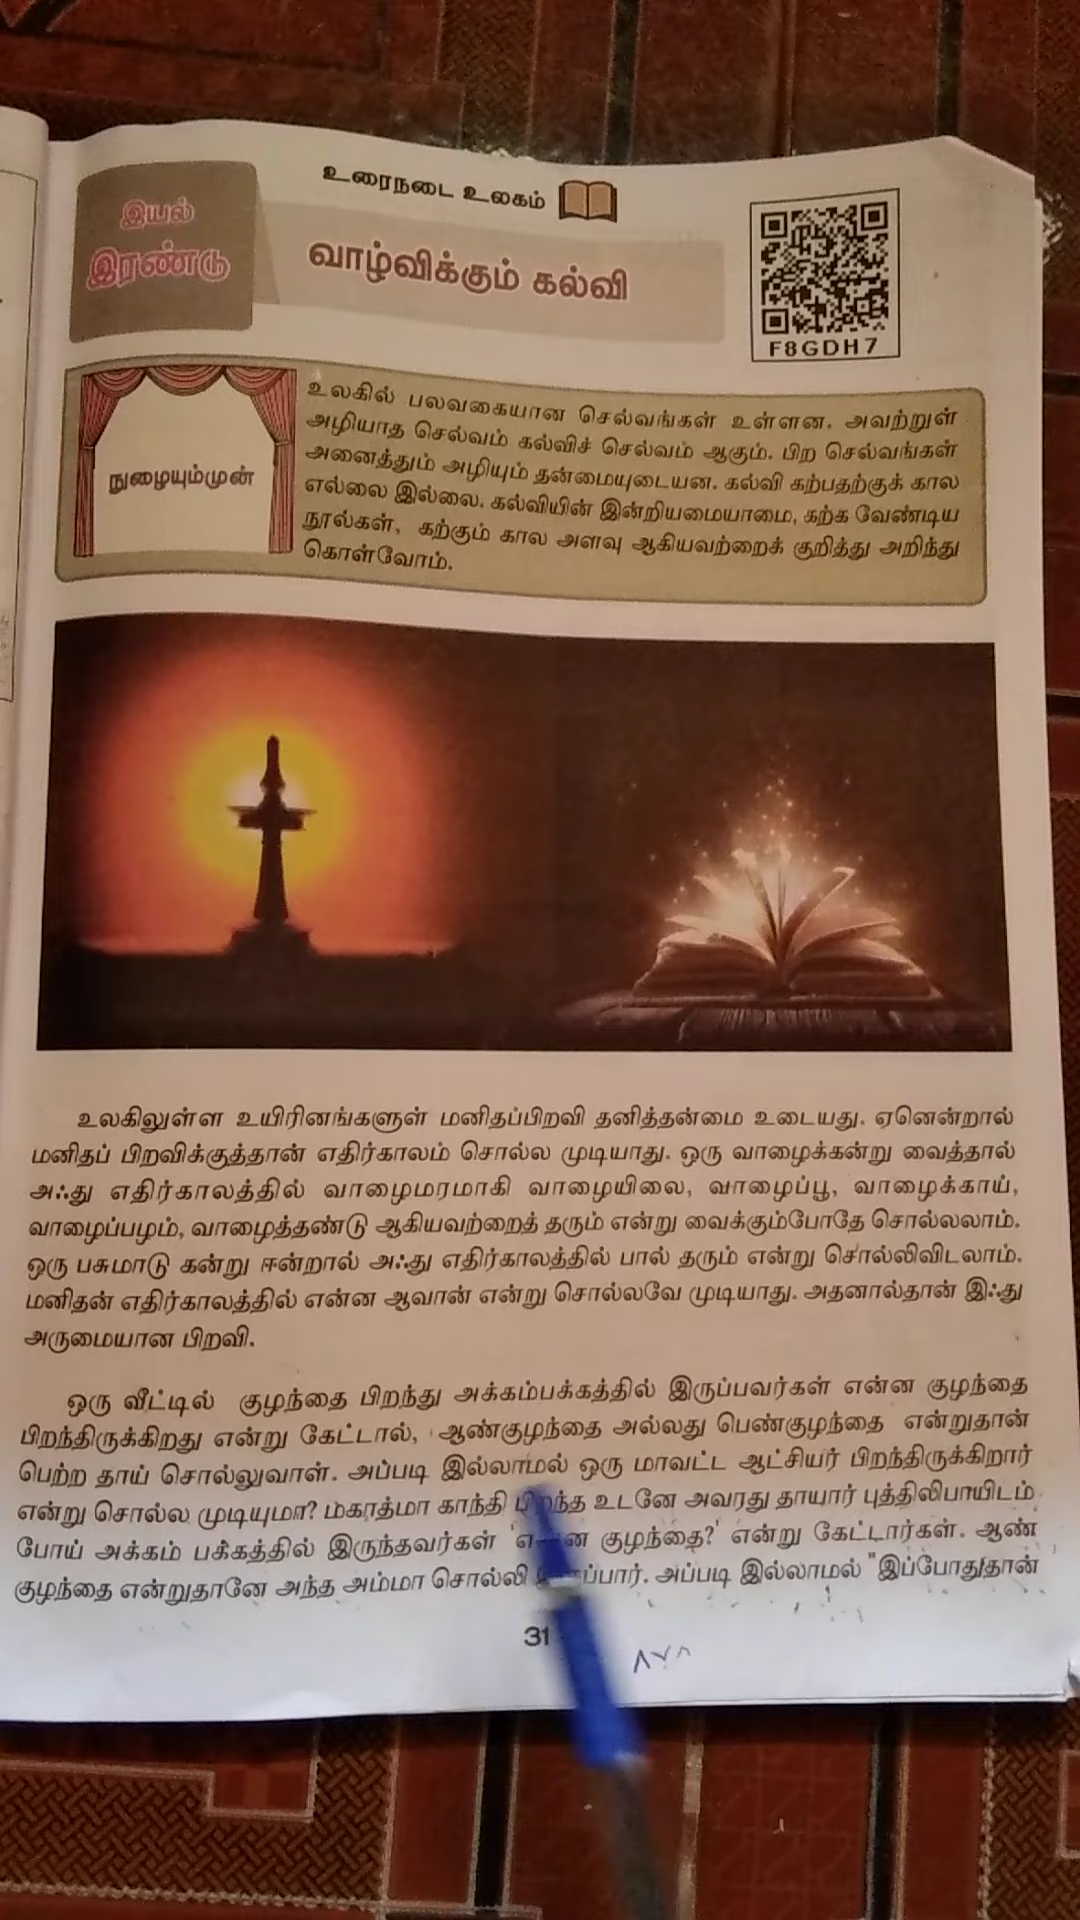 உரைநடை உலகம்
இயல்
இரண்டு
வாழ்விக்கும் கல்வி
F8GDH7
நுழையும்முன்
உலகில் பலவகையான செல்வங்கள் உள்ளன. அவற்றுள்
அழியாத செல்வம் கல்விச் செல்வம் ஆகும். பிற செல்வங்கள்
அனைத்தும் அழியும் தன்மையுடையன. கல்வி கற்பதற்குக் கால
எல்லை இல்லை. கல்வியின் இன்றியமையாமை, கற்க வேண்டிய
நூல்கள், கற்கும் கால அளவு ஆகியவற்றைக் குறித்து அறிந்து
கொள்வோம்.
உலகிலுள்ள உயிரினங்களுள் மனிதப்பிறவி தனித்தன்மை உடையது. ஏனென்றால்
மனிதப் பிறவிக்குத்தான் எதிர்காலம் சொல்ல முடியாது. ஒரு வாழைக்கன்று வைத்தால்
அஃது எதிர்காலத்தில் வாழைமரமாகி வாழையிலை, வாழைப்பூ, வாழைக்காய்,
வாழைப்பழம், வாழைத்தண்டு ஆகியவற்றைத் தரும் என்று வைக்கும்போதே சொல்லலாம்.
ஒரு பசுமாடு கன்று ஈன்றால் அஃது எதிர்காலத்தில் பால் தரும் என்று சொல்லிவிடலாம்.
மனிதன் எதிர்காலத்தில் என்ன ஆவான் என்று சொல்லவே முடியாது. அதனால்தான் இஃது
அருமையான பிறவி.
ஒரு வீட்டில் குழந்தை பிறந்து அக்கம்பக்கத்தில் இருப்பவர்கள் என்ன குழந்தை
பிறந்திருக்கிறது என்று கேட்டால், ஆண்குழந்தை அல்லது பெண்குழந்தை என்றுதான்
பெற்ற தாய் சொல்லுவாள். அப்படி இல்லாமல் ஒரு மாவட்ட ஆட்சியர் பிறந்திருக்கிறார்
என்று சொல்ல முடியுமா? மகாத்மா காந்தி பிறந்த உடனே அவரது தாயார் புத்திலிபாயிடம்
போய் அக்கம் பக்கத்தில் இருந்தவர்கள் 'என்ன குழந்தை?' என்று கேட்டார்கள். ஆண்
குழந்தை என்றுதானே அந்த அம்மா சொல்லி அப்படி இல்லாமல் "இப்போதுதான்
31